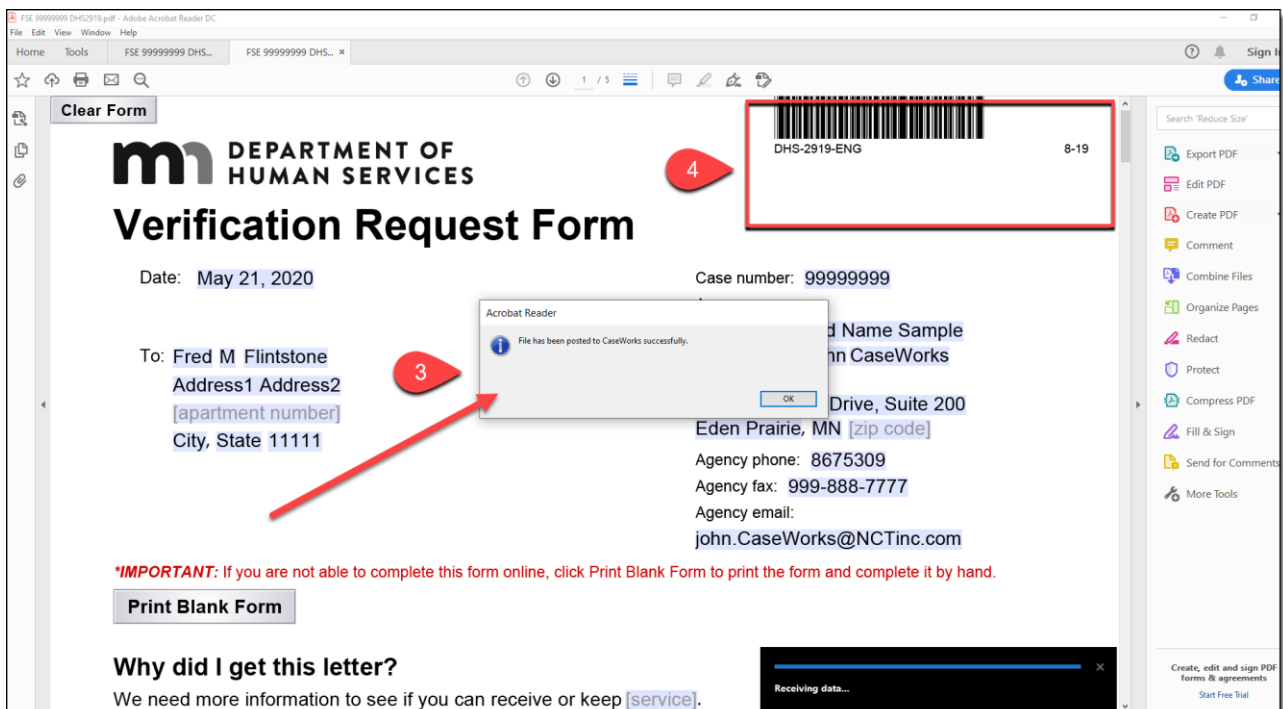 FSE 99999999 DHS2919.pdf - Adobe Acrobat Reader DC
File Edit View Window Help
Home Tools FSE 99999999 DHS... FSE 99999999 DHS... ×
Sign In
1 / 5
Share
Clear Form
DEPARTMENT OF
HUMAN SERVICES
DHS-2919-ENG 8-19
4
Verification Request Form
Date: May 21, 2020
Case number: 99999999
To: Fred M Flintstone
Address1 Address2
[apartment number]
City, State 11111
d Name Sample
hn CaseWorks
Drive, Suite 200
Eden Prairie, MN [zip code]
Agency phone: 8675309
Agency fax: 999-888-7777
Agency email:
john.CaseWorks@NCTinc.com
Acrobat Reader
File has been posted to CaseWorks successfully.
OK
3
*IMPORTANT: If you are not able to complete this form online, click Print Blank Form to print the form and complete it by hand.
Print Blank Form
Why did I get this letter?
We need more information to see if you can receive or keep [service].
Receiving data...
Search 'Reduce Size'
Export PDF
Edit PDF
Create PDF
Comment
Combine Files
Organize Pages
Redact
Protect
Compress PDF
Fill & Sign
Send for Comments
More Tools
Create, edit and sign PDF
forms & agreements
Start Free Trial